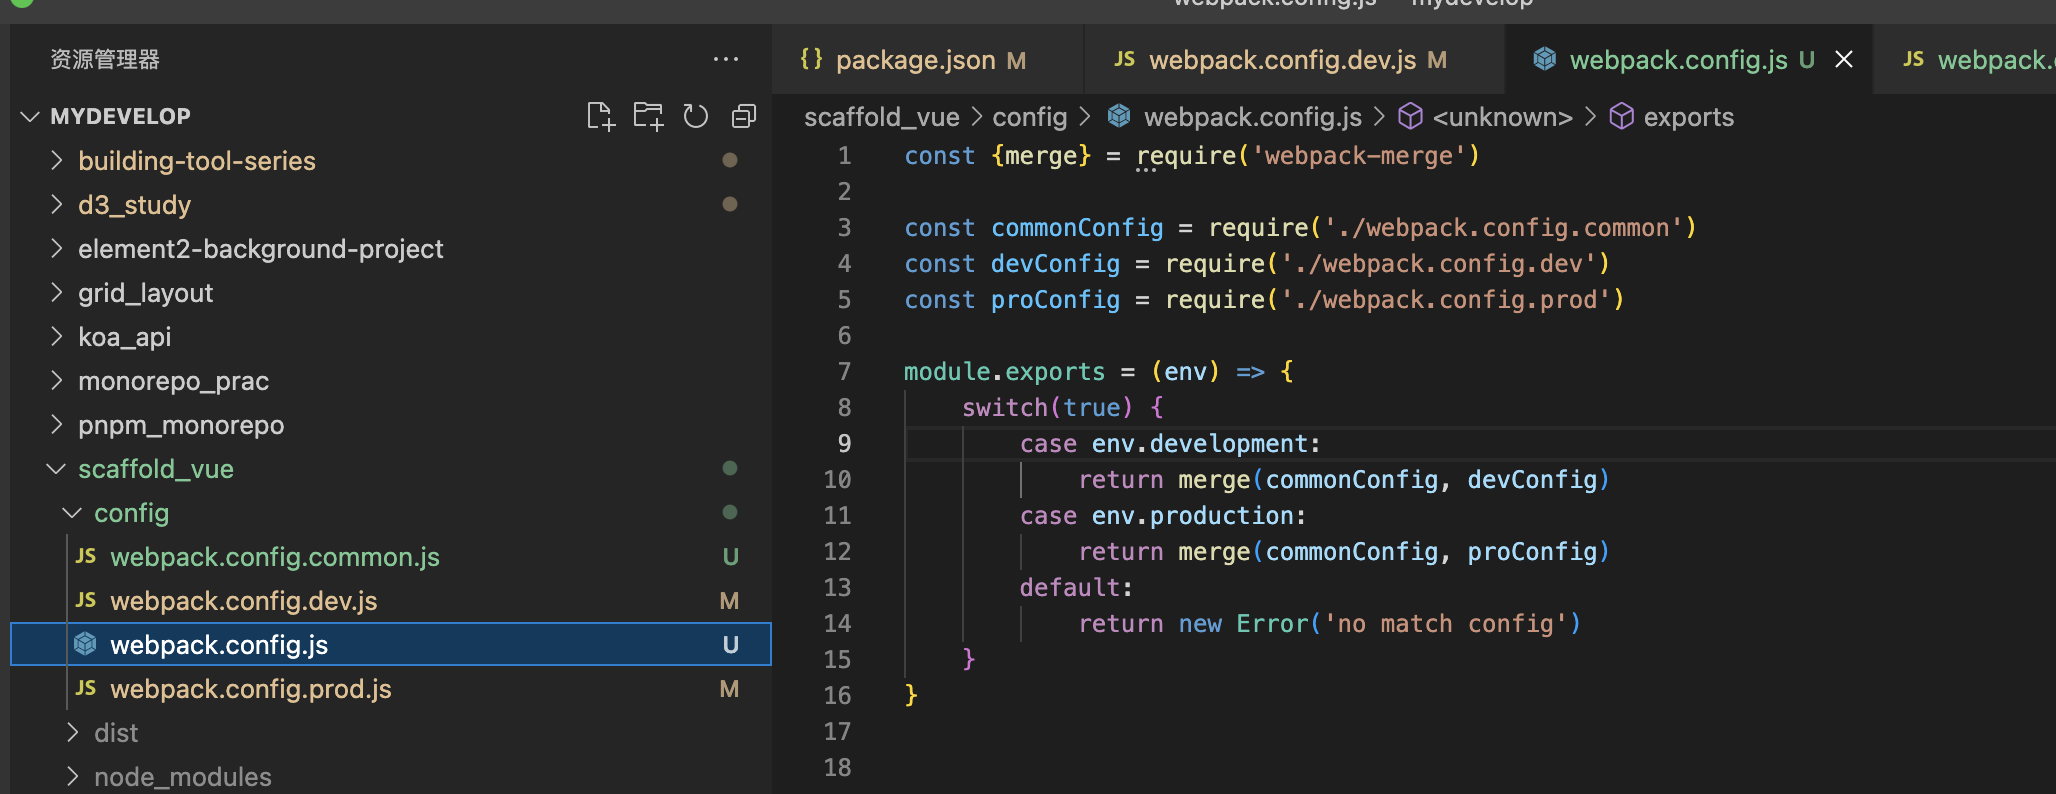 webpack.config.js — mydevelop
资源管理器
MYDEVELOP
building-tool-series
d3_study
element2-background-project
grid_layout
koa_api
monorepo_prac
pnpm_monorepo
scaffold_vue
config
JS webpack.config.common.js U
JS webpack.config.dev.js M
webpack.config.js U
JS webpack.config.prod.js M
dist
node_modules
{} package.json M
JS webpack.config.dev.js M
webpack.config.js U
JS webpack.
scaffold_vue > config > webpack.config.js > <unknown> > exports
1 const {merge} = require('webpack-merge')
2
3 const commonConfig = require('./webpack.config.common')
4 const devConfig = require('./webpack.config.dev')
5 const proConfig = require('./webpack.config.prod')
6
7 module.exports = (env) => {
8 switch(true) {
9 case env.development:
10 return merge(commonConfig, devConfig)
11 case env.production:
12 return merge(commonConfig, proConfig)
13 default:
14 return new Error('no match config')
15 }
16 }
17
18